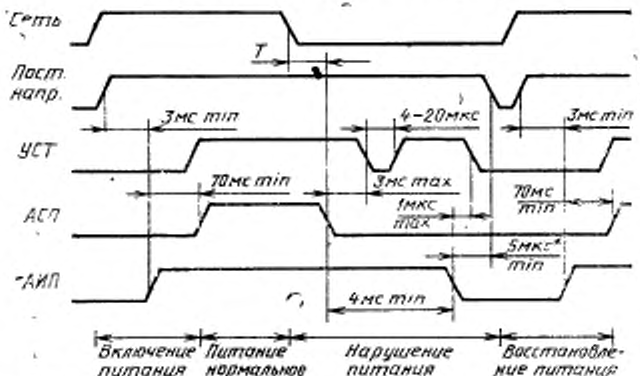 Сеть
T
Пост.
напр.
3мс min
4-20мкс
3мс min
УСТ
70мс min
3мс max
1мкс
max
70мс
min
АСП
5мкс*
min
АИП
4мс min
Включение
питания
Питание
нормальное
Нарушение
питания
Восстановле-
ние питания